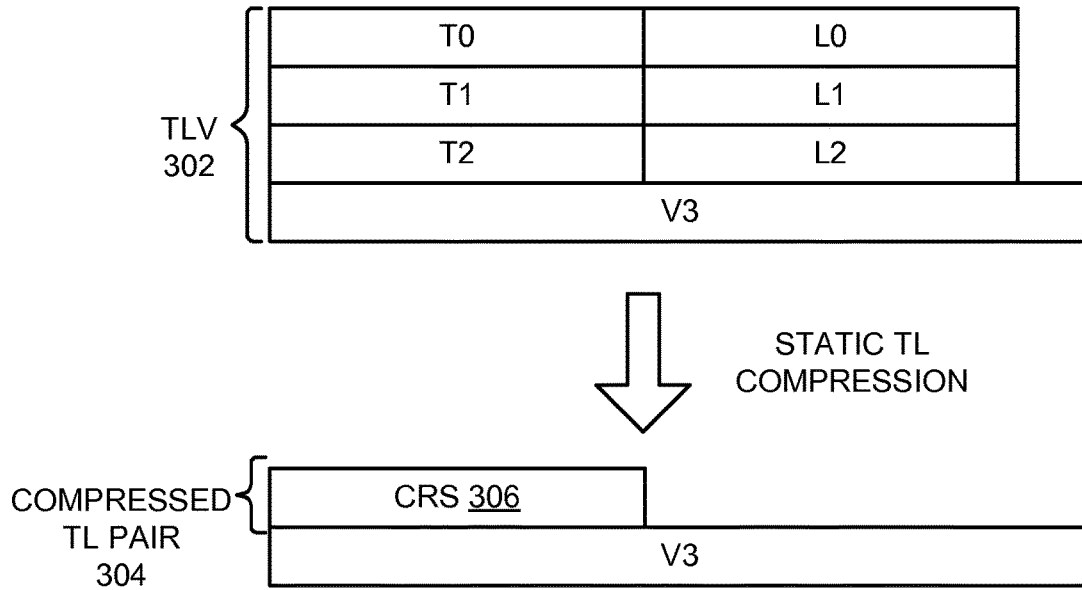 T0 L0
T1 L1
TLV
302
T2 L2
V3
STATIC TL
COMPRESSION
COMPRESSED
TL PAIR
304
CRS 306
V3